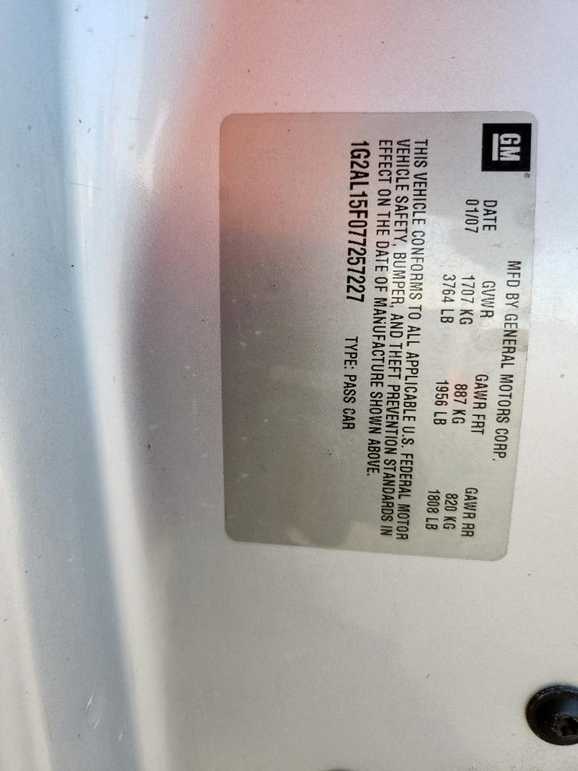 GM®
MFD BY GENERAL MOTORS CORP.
DATE GVWR GAWR FRT GAWR RR
01/07 1707 KG 887 KG 820 KG
3764 LB 1956 LB 1808 LB
THIS VEHICLE CONFORMS TO ALL APPLICABLE U.S. FEDERAL MOTOR
VEHICLE SAFETY, BUMPER, AND THEFT PREVENTION STANDARDS IN
EFFECT ON THE DATE OF MANUFACTURE SHOWN ABOVE.
1G2AL15F077257227 TYPE: PASS CAR